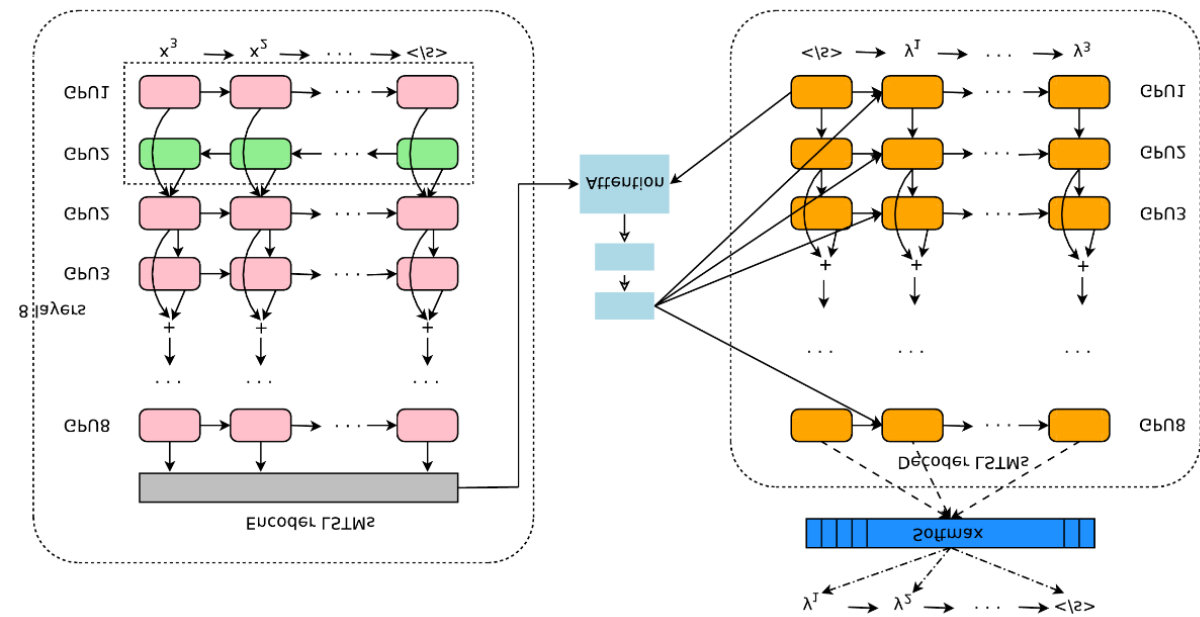 x3 x2 ... </s>
</s> y1 ... y3
GPU1
GPU1
GPU2
GPU2
GPU2
GPU3
GPU3
8 layers
Attention
+ + +
+ + +
... ...
... ...
GPU8
GPU8
Encoder LSTMs
Decoder LSTMs
Softmax
y1 y2 ... </s>